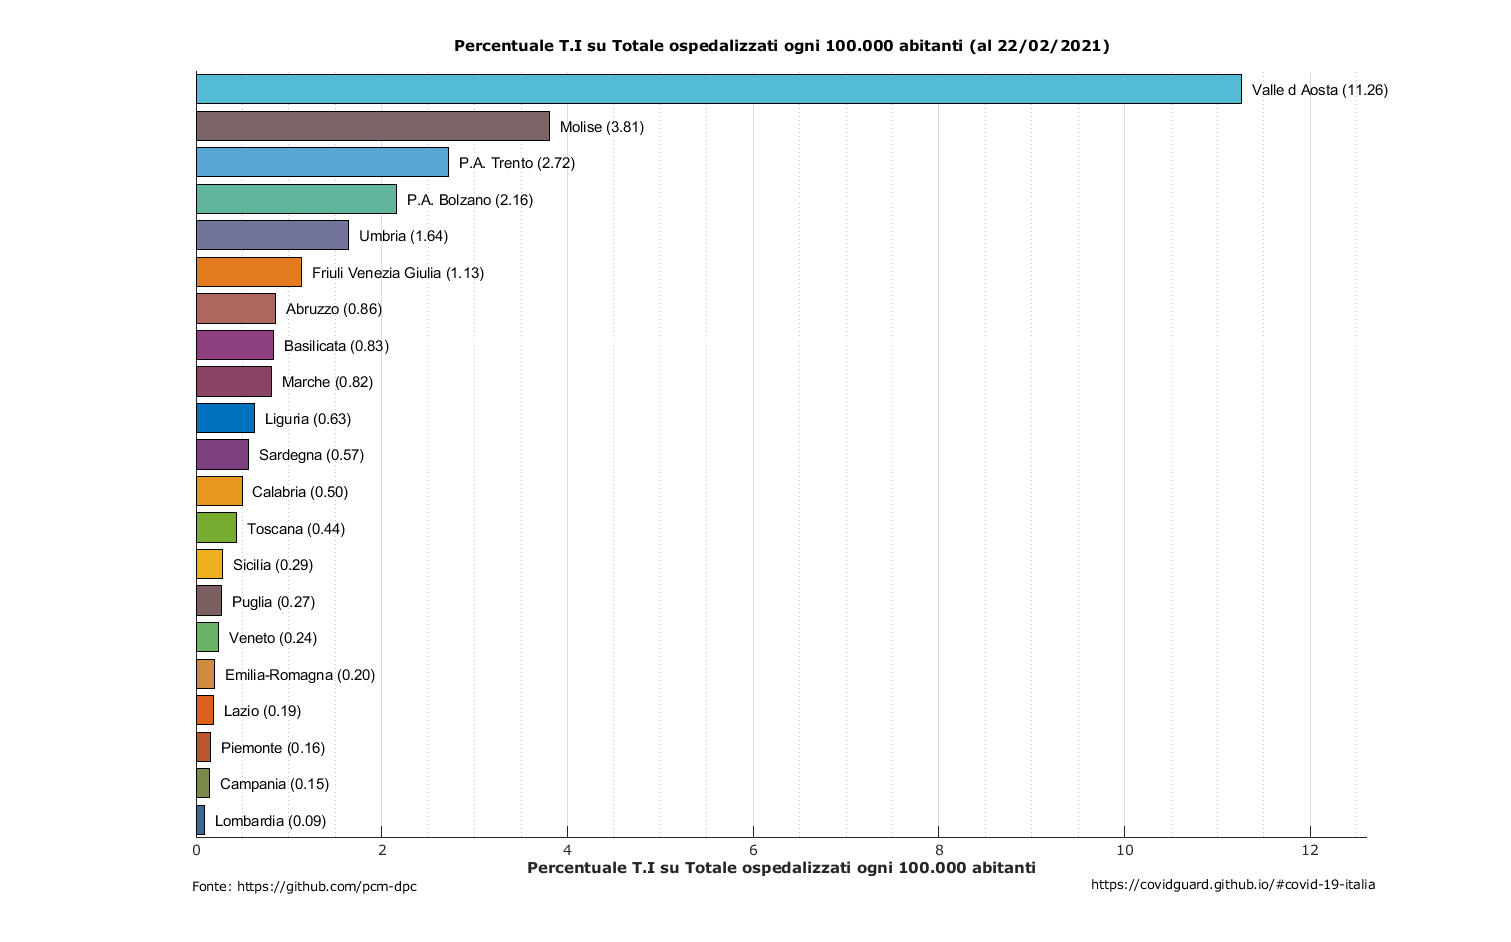 Percentuale T.I su Totale ospedalizzati ogni 100.000 abitanti (al 22/02/2021)
Valle d Aosta (11.26)
Molise (3.81)
P.A. Trento (2.72)
P.A. Bolzano (2.16)
Umbria (1.64)
Friuli Venezia Giulia (1.13)
Abruzzo (0.86)
Basilicata (0.83)
Marche (0.82)
Liguria (0.63)
Sardegna (0.57)
Calabria (0.50)
Toscana (0.44)
Sicilia (0.29)
Puglia (0.27)
Veneto (0.24)
Emilia-Romagna (0.20)
Lazio (0.19)
Piemonte (0.16)
Campania (0.15)
Lombardia (0.09)
0 2 4 6 8 10 12
Percentuale T.I su Totale ospedalizzati ogni 100.000 abitanti
Fonte: https://github.com/pcm-dpc
https://covidguard.github.io/#covid-19-italia